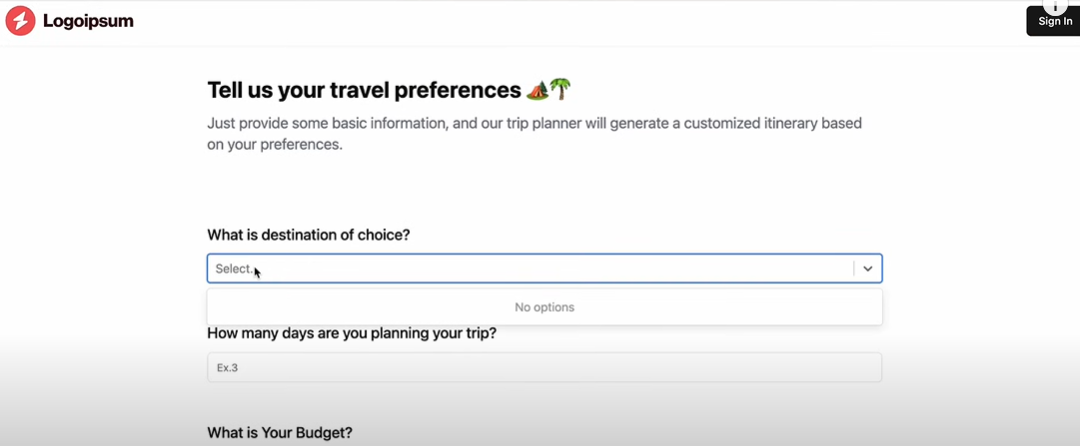 Logoipsum
Sign In
Tell us your travel preferences 🏕️🌴
Just provide some basic information, and our trip planner will generate a customized itinerary based
on your preferences.
What is destination of choice?
Select..
No options
How many days are you planning your trip?
Ex.3
What is Your Budget?